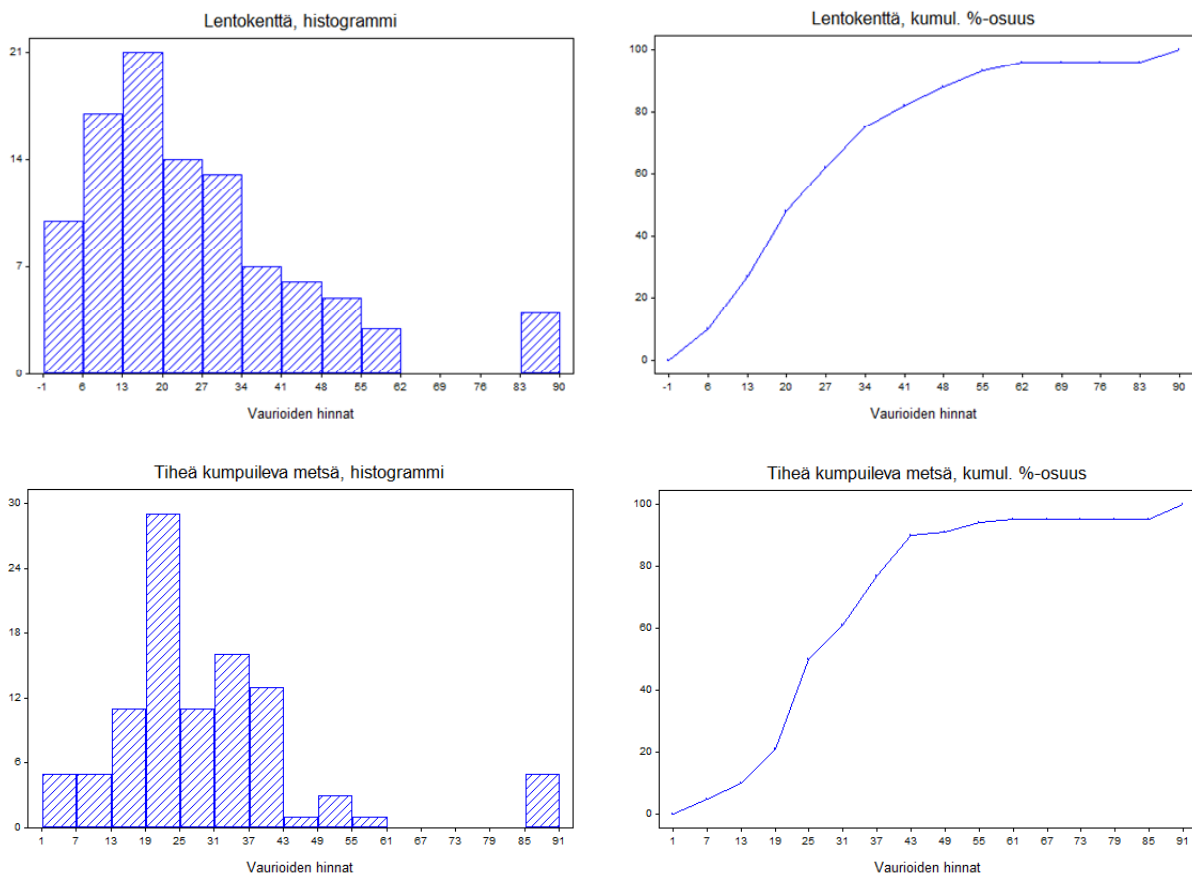 Lentokenttä, histogrammi
21
14
7
0
-1 6 13 20 27 34 41 48 55 62 69 76 83 90
Vaurioiden hinnat
Lentokenttä, kumul. %-osuus
100
80
60
40
20
0
-1 6 13 20 27 34 41 48 55 62 69 76 83 90
Vaurioiden hinnat
Tiheä kumpuileva metsä, histogrammi
30
24
18
12
6
0
1 7 13 19 25 31 37 43 49 55 61 67 73 79 85 91
Vaurioiden hinnat
Tiheä kumpuileva metsä, kumul. %-osuus
100
80
60
40
20
0
1 7 13 19 25 31 37 43 49 55 61 67 73 79 85 91
Vaurioiden hinnat